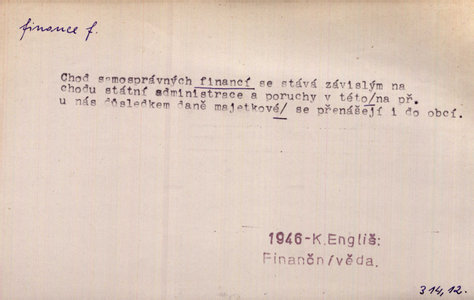 finance f.
Chod samosprávných financí se stává závislým na
chodu státní administrace a poruchy v této/na př.
u nás důsledkem daně majetkové/ se přenášejí i do obcí.
1946-K.Engliš:
Finančn/věda.
314,12.